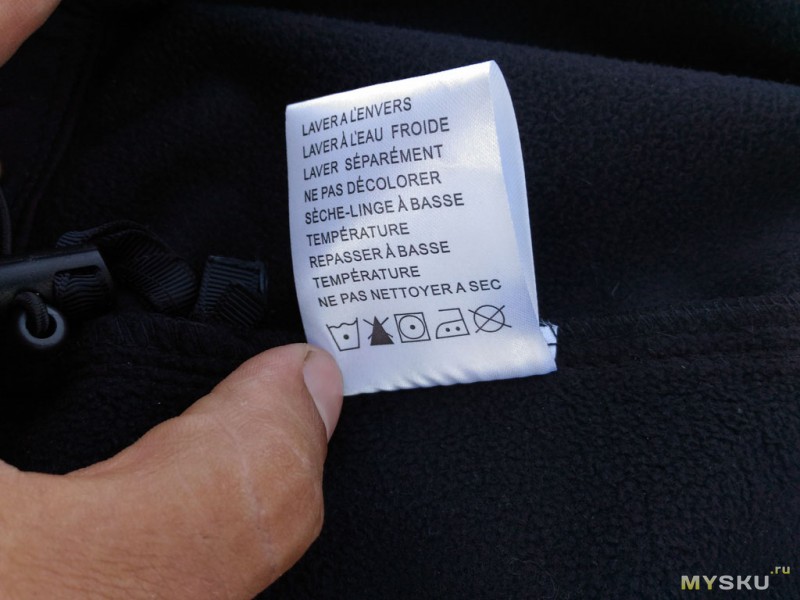 LAVER A L'ENVERS
LAVER À L'EAU FROIDE
LAVER SÉPARÉMENT
NE PAS DÉCOLORER
SÈCHE-LINGE À BASSE
TEMPÉRATURE
REPASSER À BASSE
TEMPÉRATURE
NE PAS NETTOYER A SEC
MYSKU.ru